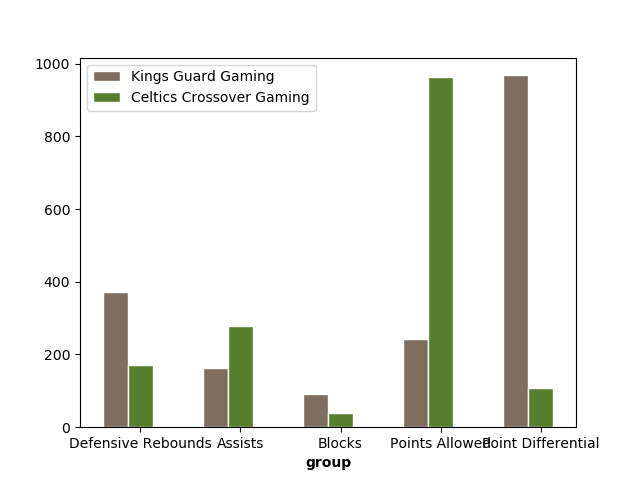 Kings Guard Gaming
Celtics Crossover Gaming
1000
800
600
400
200
0
Defensive Rebounds Assists Blocks Points Allowed Point Differential
group